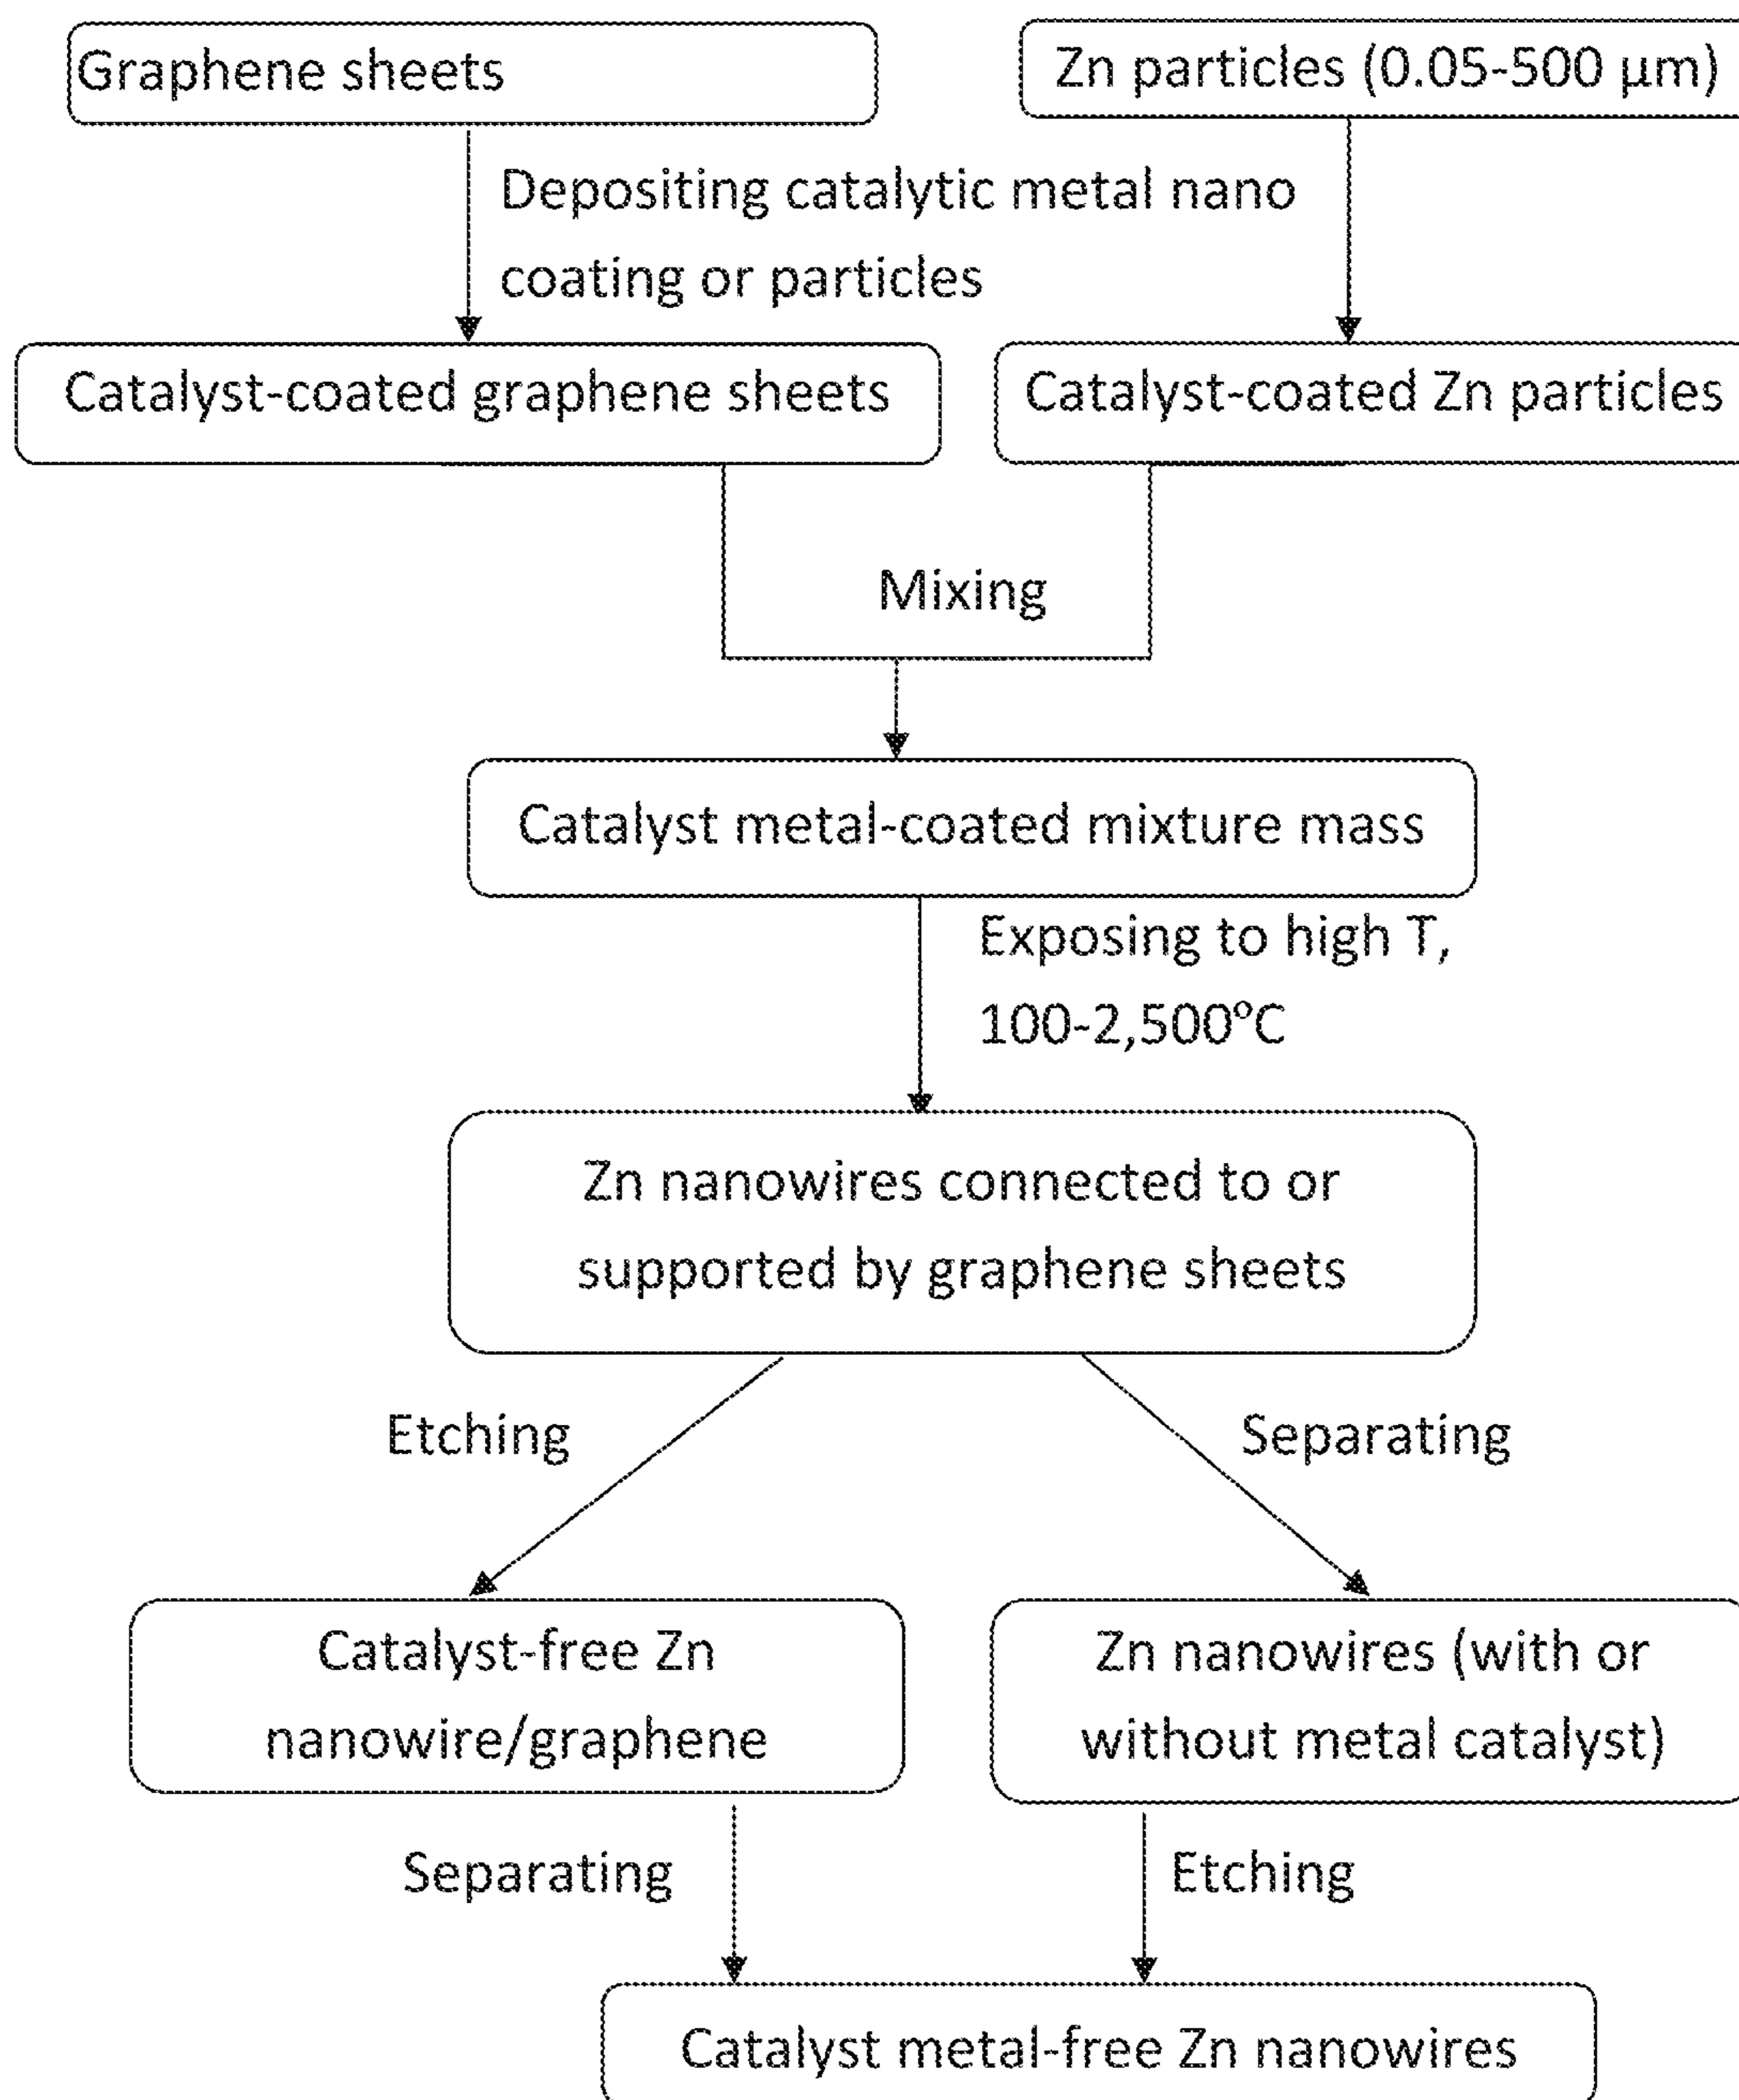 Graphene sheets
Zn particles (0.05-500 µm)
Depositing catalytic metal nano
coating or particles
Catalyst-coated graphene sheets
Catalyst-coated Zn particles
Mixing
Catalyst metal-coated mixture mass
Exposing to high T,
100-2,500°C
Zn nanowires connected to or
supported by graphene sheets
Etching
Separating
Catalyst-free Zn
nanowire/graphene
Zn nanowires (with or
without metal catalyst)
Separating
Etching
Catalyst metal-free Zn nanowires